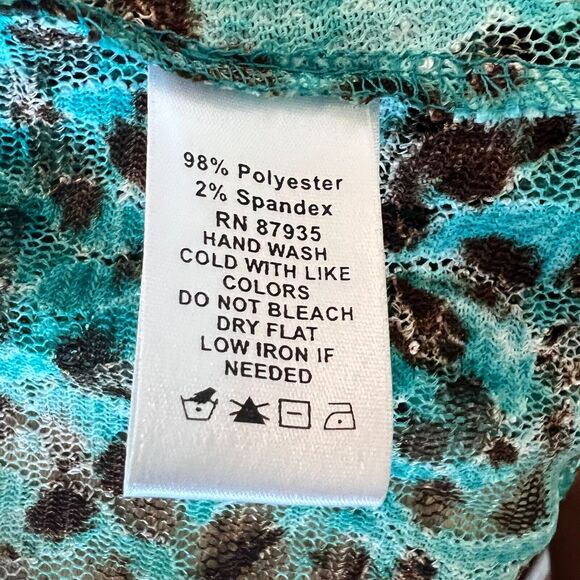 98% Polyester
2% Spandex
RN 87935
HAND WASH
COLD WITH LIKE
COLORS
DO NOT BLEACH
DRY FLAT
LOW IRON IF
NEEDED